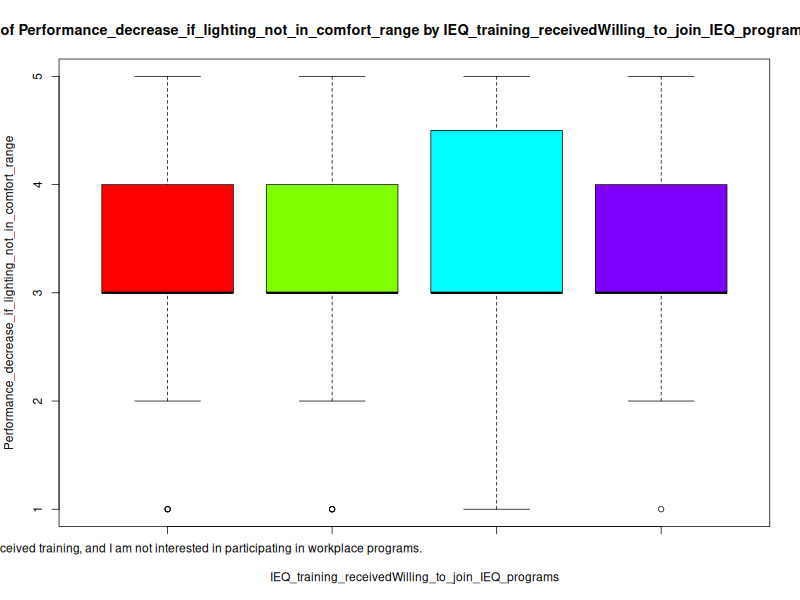 of Performance_decrease_if_lighting_not_in_comfort_range by IEQ_training_receivedWilling_to_join_IEQ_program
Performance_decrease_if_lighting_not_in_comfort_range
5
4
3
2
1
ceived training, and I am not interested in participating in workplace programs.
IEQ_training_receivedWilling_to_join_IEQ_programs